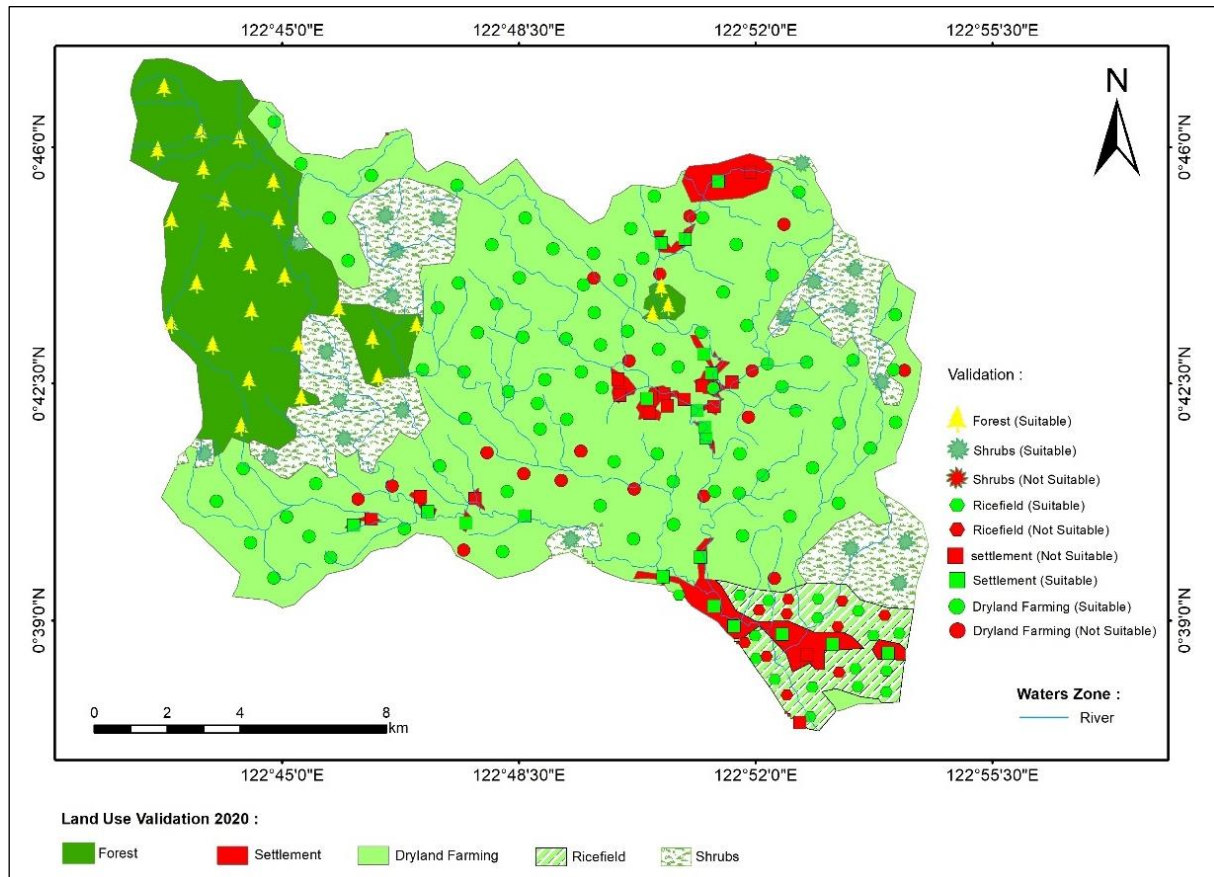 122°45'0"E 122°48'30"E 122°52'0"E 122°55'30"E
N
0°46'0"N 0°46'0"N
0°42'30"N 0°42'30"N
0°39'0"N 0°39'0"N
Validation :
Forest (Suitable)
Shrubs (Suitable)
Shrubs (Not Suitable)
Ricefield (Suitable)
Ricefield (Not Suitable)
settlement (Not Suitable)
Settlement (Suitable)
Dryland Farming (Suitable)
Dryland Farming (Not Suitable)
Waters Zone :
River
0 2 4 8
km
122°45'0"E 122°48'30"E 122°52'0"E 122°55'30"E
Land Use Validation 2020 :
Forest Settlement Dryland Farming Ricefield Shrubs